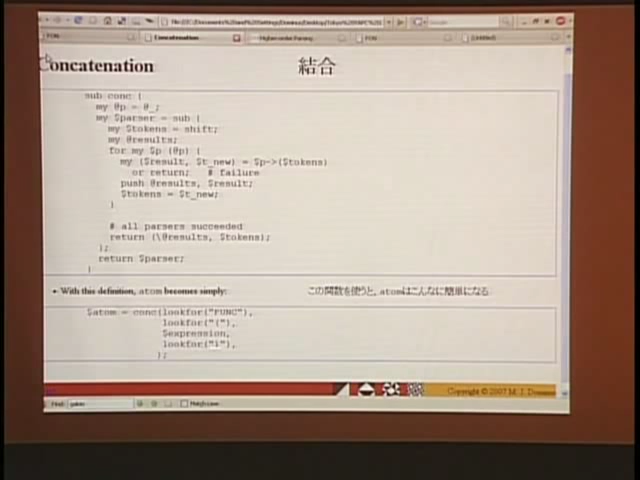 Concatenation
Concatenation 結合
sub conc {
my @p = @_;
my $parser = sub {
my $tokens = shift;
my @results;
for my $p (@p) {
my ($result, $t_new) = $p->($tokens)
or return; # failure
push @results, $result;
$tokens = $t_new;
}
# all parsers succeeded
return (\@results, $tokens);
};
return $parser;
}
• With this definition, atom becomes simply: この関数を使うと, atomはこんなに簡単になる
$atom = conc(lookfor("FUNC"),
lookfor("("),
$expression,
lookfor(")"),
);
Copyright © 2007 M. J.
Find: